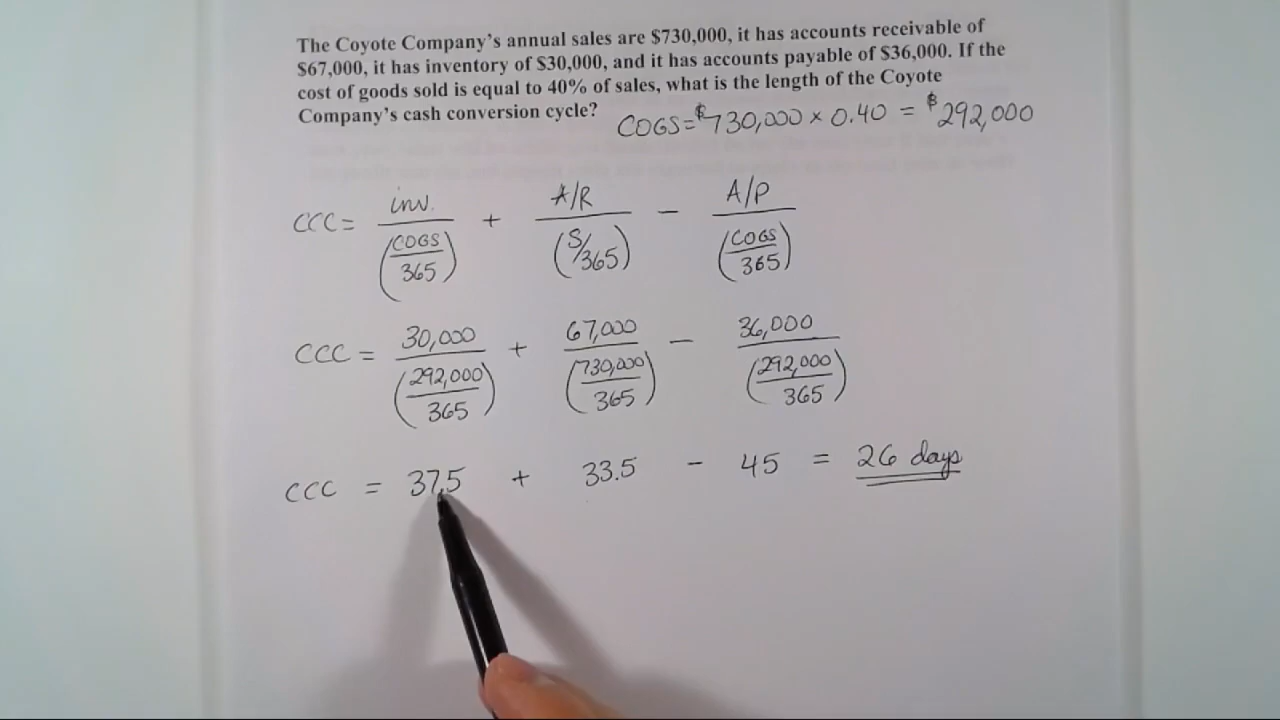 The Coyote Company's annual sales are $730,000, it has accounts receivable of
$67,000, it has inventory of $30,000, and it has accounts payable of $36,000. If the
cost of goods sold is equal to 40% of sales, what is the length of the Coyote
Company's cash conversion cycle? COGS = $730,000 × 0.40 = $292,000
inv. A/R A/P
CCC = + −
(COGS/365) (S/365) (COGS/365)
30,000 67,000 36,000
CCC = + −
(292,000/365) (730,000/365) (292,000/365)
CCC = 37.5 + 33.5 - 45 = 26 days